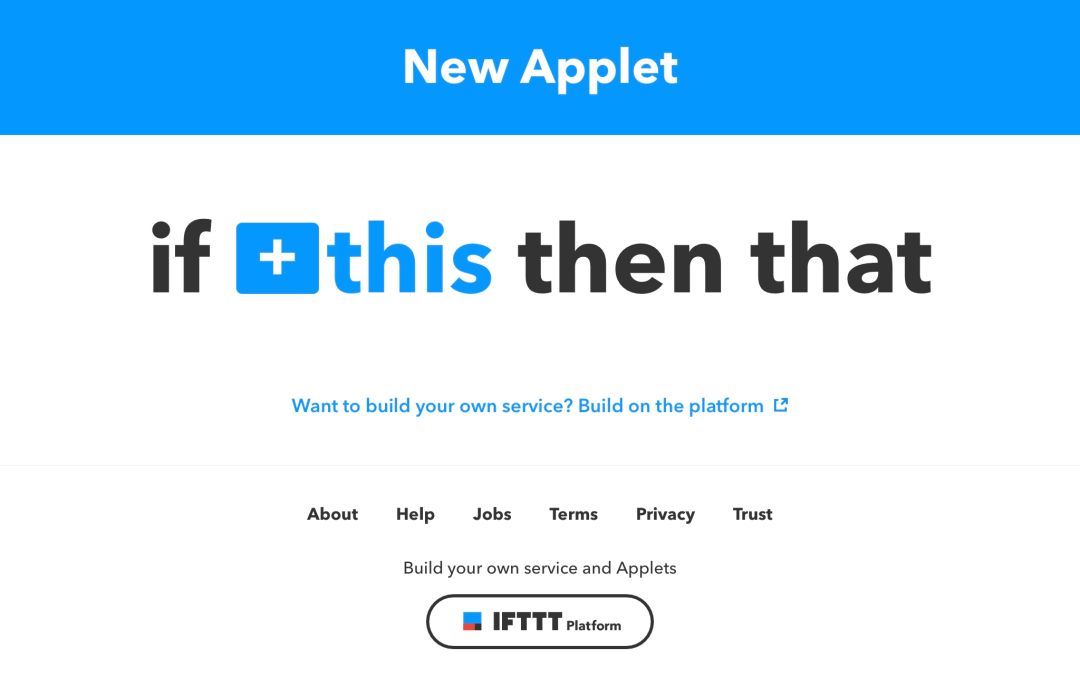 New Applet
if +this then that
Want to build your own service? Build on the platform
About Help Jobs Terms Privacy Trust
Build your own service and Applets
IFTTT Platform